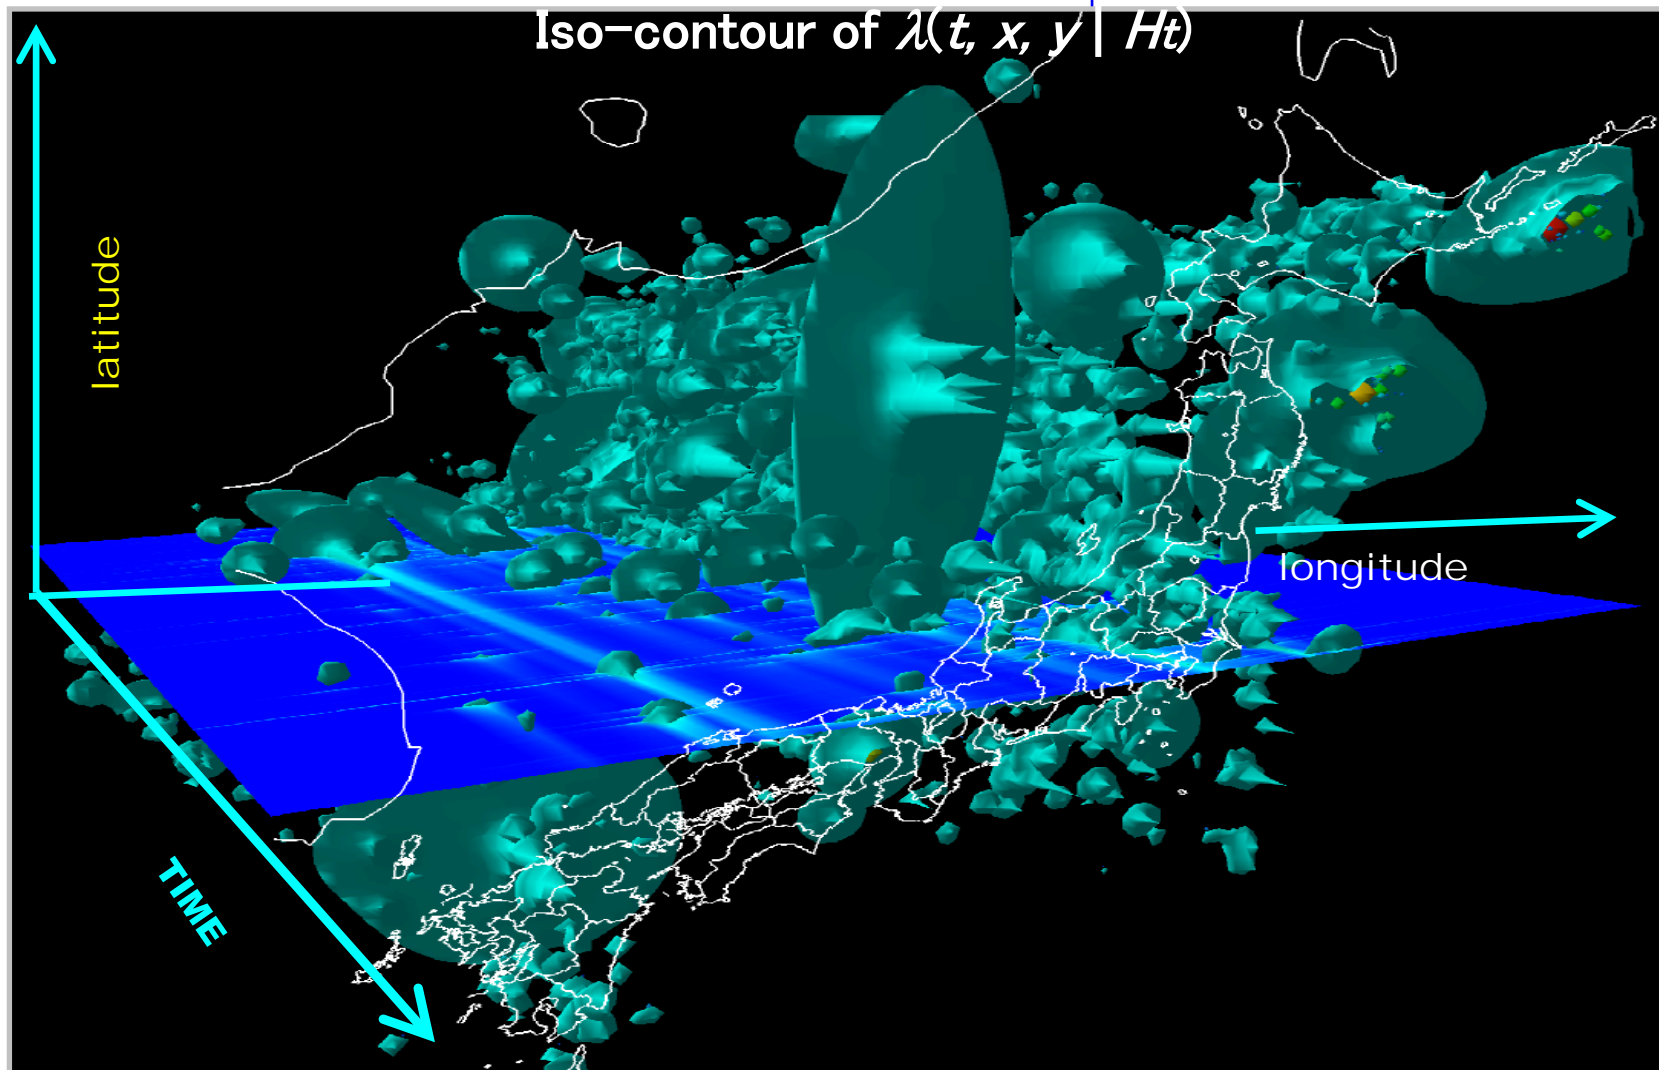 Iso-contour of λ(t, x, y | Ht)
latitude
longitude
TIME